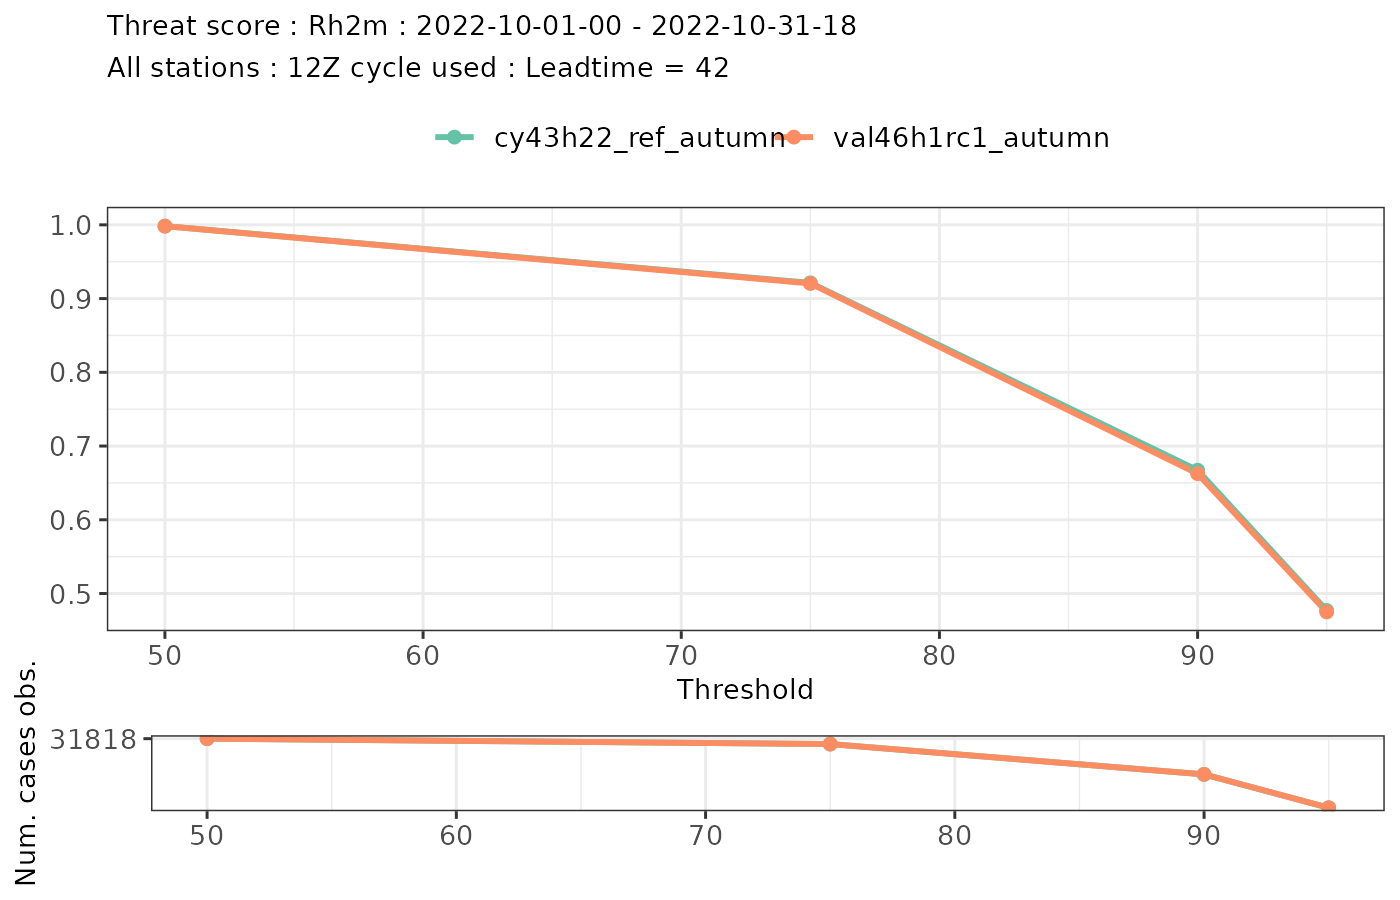 Threat score : Rh2m : 2022-10-01-00 - 2022-10-31-18
All stations : 12Z cycle used : Leadtime = 42
cy43h22_ref_autumn val46h1rc1_autumn
1.0
0.9
0.8
0.7
0.6
0.5
50 60 70 80 90
Threshold
Num. cases obs.
31818
50 60 70 80 90